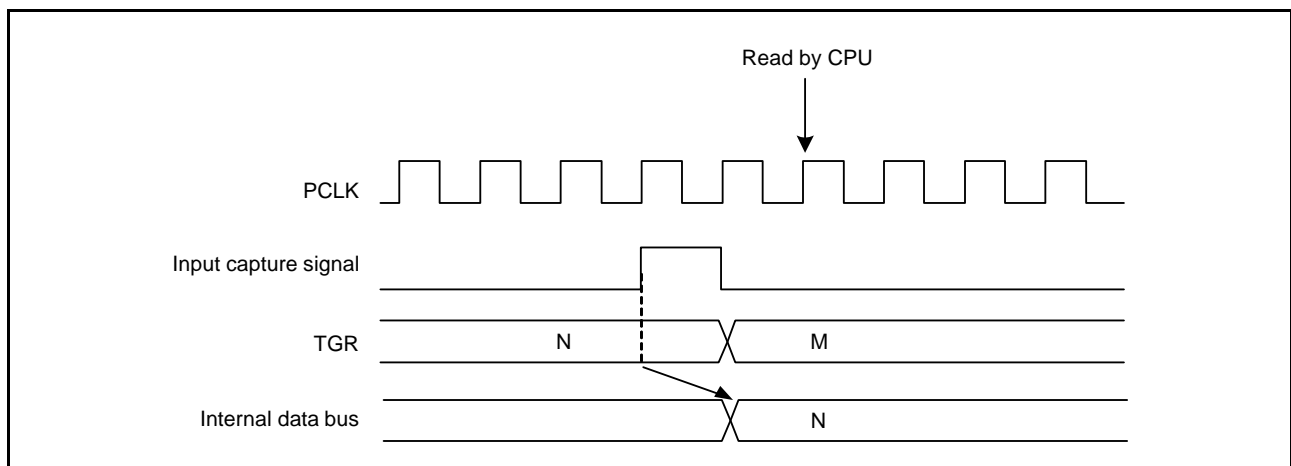 Read by CPU
PCLK
Input capture signal
TGR
N
M
Internal data bus
N